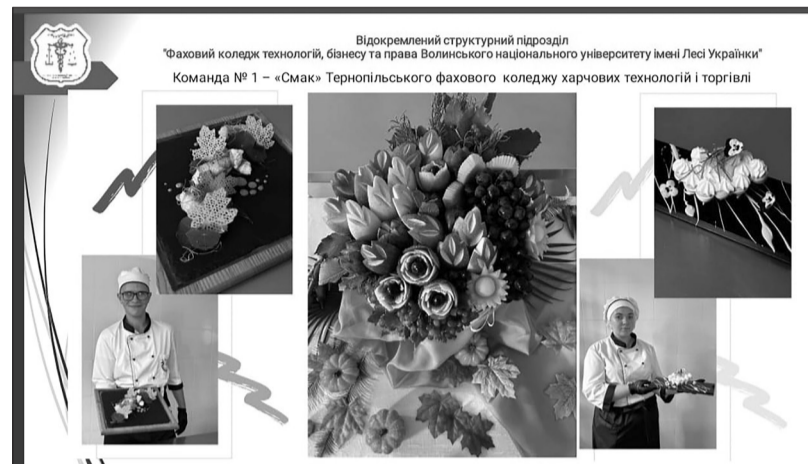 Відокремлений структурний підрозділ
"Фаховий коледж технологій, бізнесу та права Волинського національного університету імені Лесі Українки"
Команда № 1 – «Смак» Тернопільського фахового коледжу харчових технологій і торгівлі